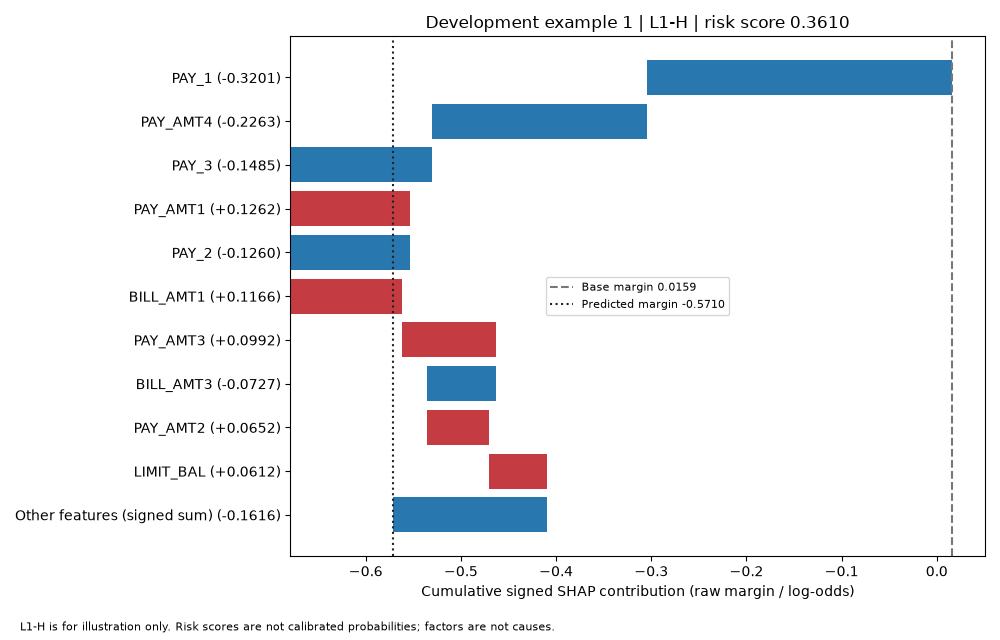 Development example 1 | L1-H | risk score 0.3610
PAY_1 (-0.3201)
PAY_AMT4 (-0.2263)
PAY_3 (-0.1485)
PAY_AMT1 (+0.1262)
PAY_2 (-0.1260)
BILL_AMT1 (+0.1166)
PAY_AMT3 (+0.0992)
BILL_AMT3 (-0.0727)
PAY_AMT2 (+0.0652)
LIMIT_BAL (+0.0612)
Other features (signed sum) (-0.1616)
Base margin 0.0159
Predicted margin -0.5710
−0.6 −0.5 −0.4 −0.3 −0.2 −0.1 0.0
Cumulative signed SHAP contribution (raw margin / log-odds)
L1-H is for illustration only. Risk scores are not calibrated probabilities; factors are not causes.